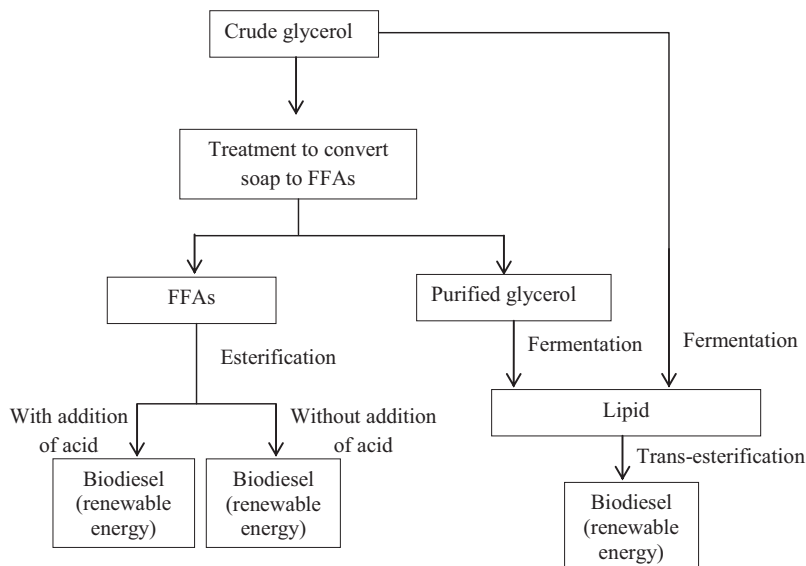 Crude glycerol
Treatment to convert
soap to FFAs
FFAs
Purified glycerol
Esterification
Fermentation
Fermentation
With addition
of acid
Without addition
of acid
Lipid
Biodiesel
(renewable
energy)
Biodiesel
(renewable
energy)
Trans-esterification
Biodiesel
(renewable
energy)